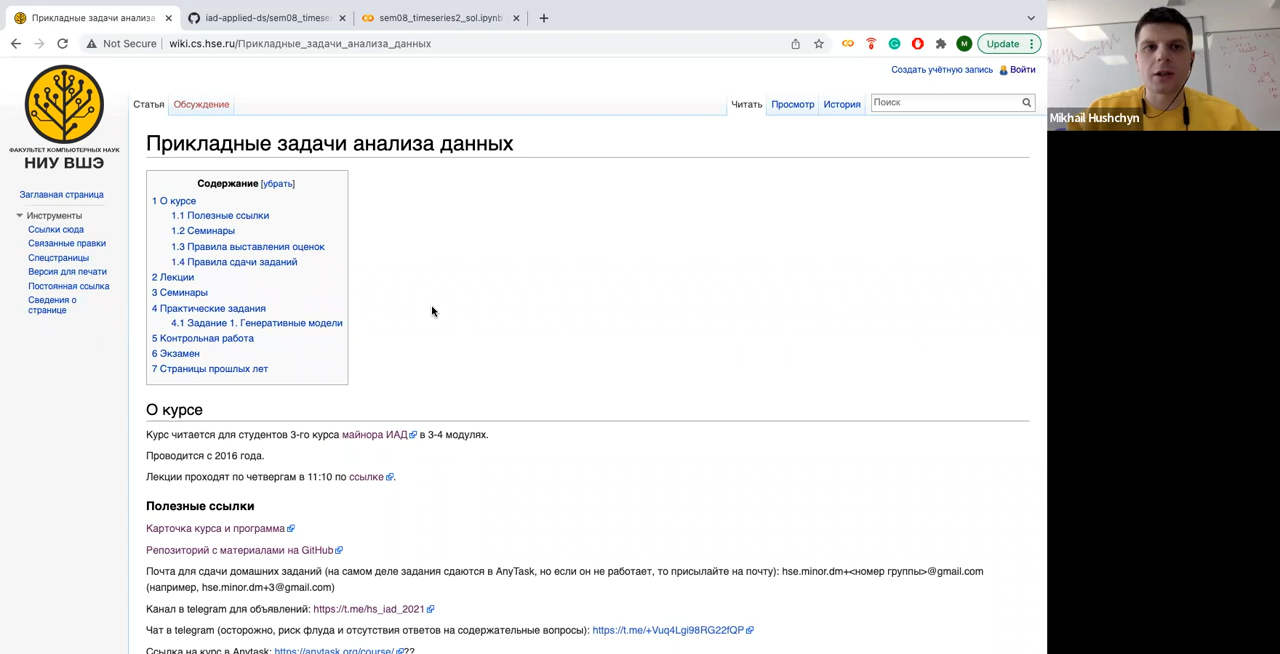 Прикладные задачи анализа
iad-applied-ds/sem08_timese
sem08_timeseries2_sol.ipynb
Not Secure
wiki.cs.hse.ru/Прикладные_задачи_анализа_данных
M
Update
Mikhail Hushchyn
Создать учётную запись
Войти
Статья
Обсуждение
Читать
Просмотр
История
Поиск
ФАКУЛЬТЕТ КОМПЬЮТЕРНЫХ НАУК
НИУ ВШЭ
Заглавная страница
Инструменты
Ссылки сюда
Связанные правки
Спецстраницы
Версия для печати
Постоянная ссылка
Сведения о
странице
Прикладные задачи анализа данных
Содержание [убрать]
1 О курсе
1.1 Полезные ссылки
1.2 Семинары
1.3 Правила выставления оценок
1.4 Правила сдачи заданий
2 Лекции
3 Семинары
4 Практические задания
4.1 Задание 1. Генеративные модели
5 Контрольная работа
6 Экзамен
7 Страницы прошлых лет
О курсе
Курс читается для студентов 3-го курса майнора ИАД в 3-4 модулях.
Проводится с 2016 года.
Лекции проходят по четвергам в 11:10 по ссылке.
Полезные ссылки
Карточка курса и программа
Репозиторий с материалами на GitHub
Почта для сдачи домашних заданий (на самом деле задания сдаются в AnyTask, но если он не работает, то присылайте на почту): hse.minor.dm+<номер группы>@gmail.com
(например, hse.minor.dm+3@gmail.com)
Канал в telegram для объявлений: https://t.me/hs_iad_2021
Чат в telegram (осторожно, риск флуда и отсутствия ответов на содержательные вопросы): https://t.me/+Vuq4Lgi98RG22fQP
Ссылка на курс в Anytask: https://anytask.org/course/??